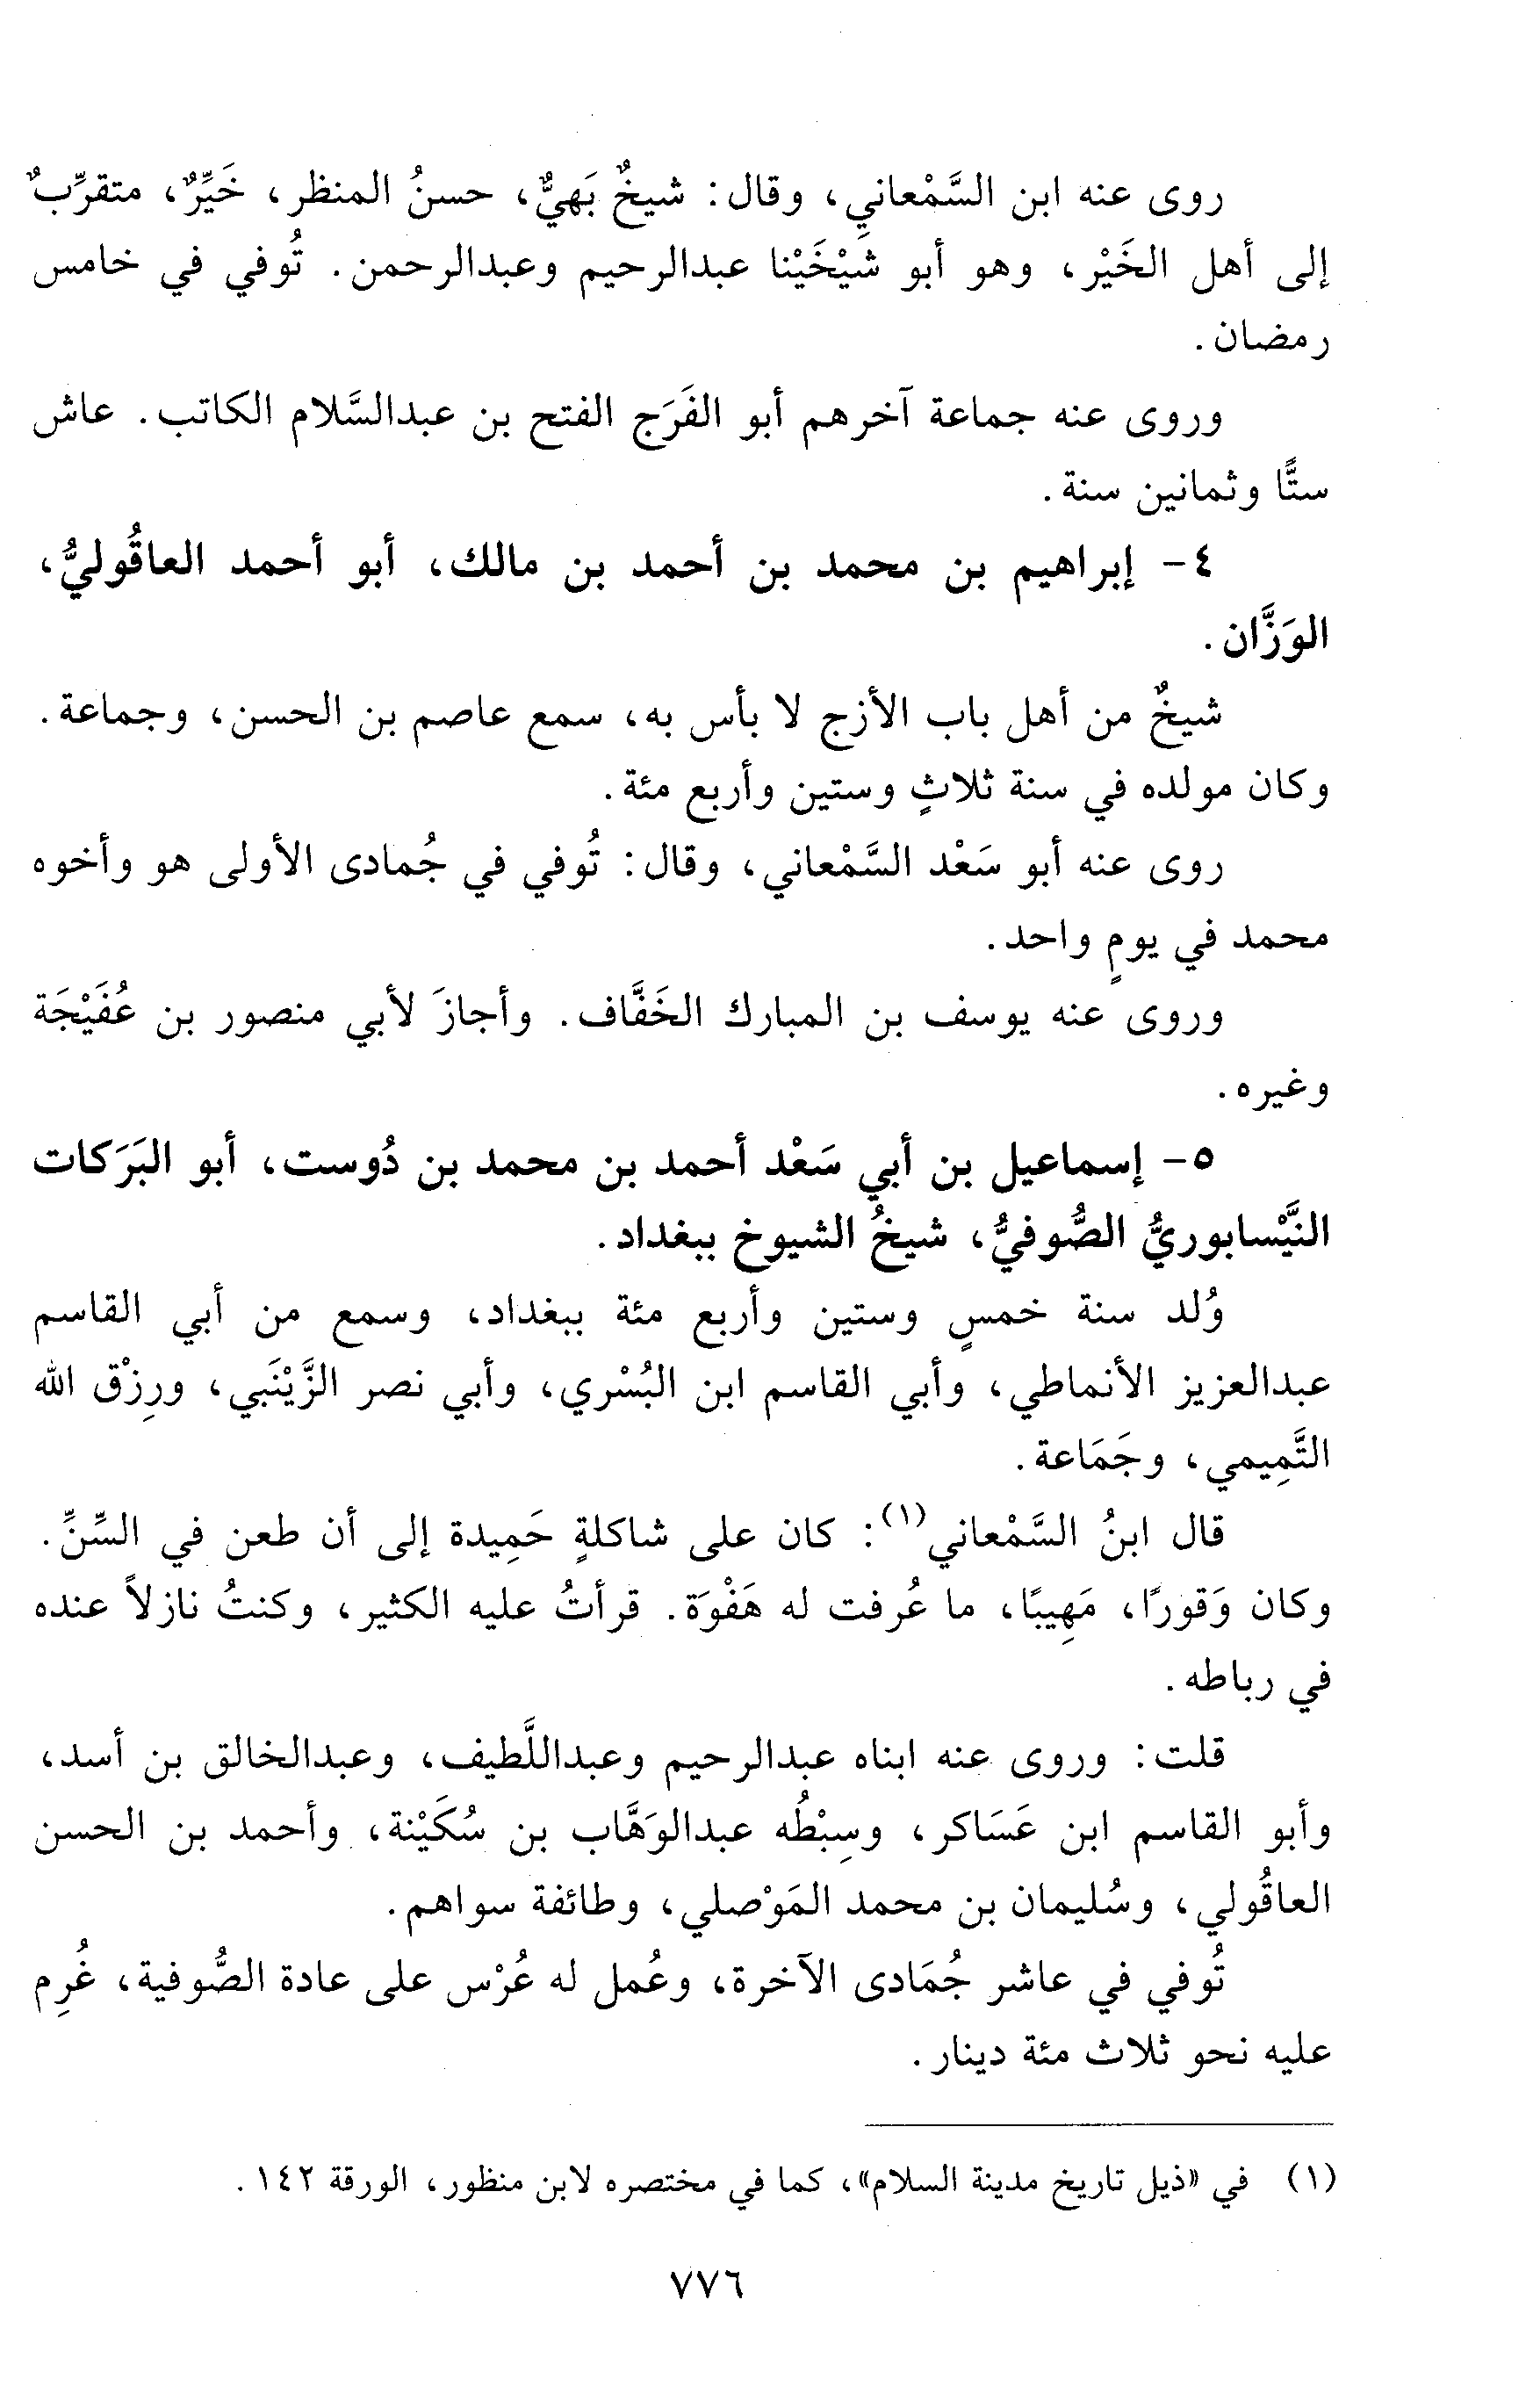 روى عنه ابن السَّمْعانيِ، وقال: شيخٌ بَهيٌّ، حسنُ المنظر، خَيِّرٌ، متقرِّبٌ
إلى أهل الخَيْر، وهو أبو شَيْخَيْنا عبدالرحيم وعبدالرحمن. تُوفي في خامس
رمضان.
وروى عنه جماعة آخرهم أبو الفَرَج الفتح بن عبدالسَّلام الكاتب. عاش
ستًّا وثمانين سنة.
٤- إبراهيم بن محمد بن أحمد بن مالك، أبو أحمد العاقُوليُّ،
الوَزَّان.
شيخٌ من أهل باب الأزج لا بأس به، سمع عاصم بن الحسن، وجماعة.
وكان مولده في سنة ثلاثٍ وستين وأربع مئة.
روى عنه أبو سَعْد السَّمْعاني، وقال: تُوفي في جُمادى الأولى هو وأخوه
محمد في يومٍ واحد.
وروى عنه يوسف بن المبارك الخَفَّاف. وأجازَ لأبي منصور بن عُفَيْجَة
وغيره.
٥- إسماعيل بن أبي سَعْد أحمد بن محمد بن دُوست، أبو البَرَكات
النَّيْسابوريُّ الصُّوفيُّ، شيخُ الشيوخ ببغداد.
وُلد سنة خمسٍ وستين وأربع مئة ببغداد، وسمع من أبي القاسم
عبدالعزيز الأنماطي، وأبي القاسم ابن البُسْري، وأبي نصر الزَّيْنَبي، ورِزْق الله
التَّمِيمي، وجَمَاعة.
قال ابنُ السَّمْعاني(١): كان على شاكلةٍ حَمِيدة إلى أن طعن في السِّنِّ.
وكان وَقورًا، مَهِيبًا، ما عُرفت له هَفْوَة. قرأتُ عليه الكثير، وكنتُ نازلاً عنده
في رباطه.
قلت: وروى عنه ابناه عبدالرحيم وعبداللَّطيف، وعبدالخالق بن أسد،
وأبو القاسم ابن عَسَاكر، وسِبْطُه عبدالوَهَّاب بن سُكَيْنة، وأحمد بن الحسن
العاقُولي، وسُليمان بن محمد المَوْصلي، وطائفة سواهم.
تُوفي في عاشر جُمَادى الآخرة، وعُمل له عُرْس على عادة الصُّوفية، غُرِم
عليه نحو ثلاث مئة دينار.
(١) في «ذيل تاريخ مدينة السلام»، كما في مختصره لابن منظور، الورقة ١٤٢.
٧٧٦